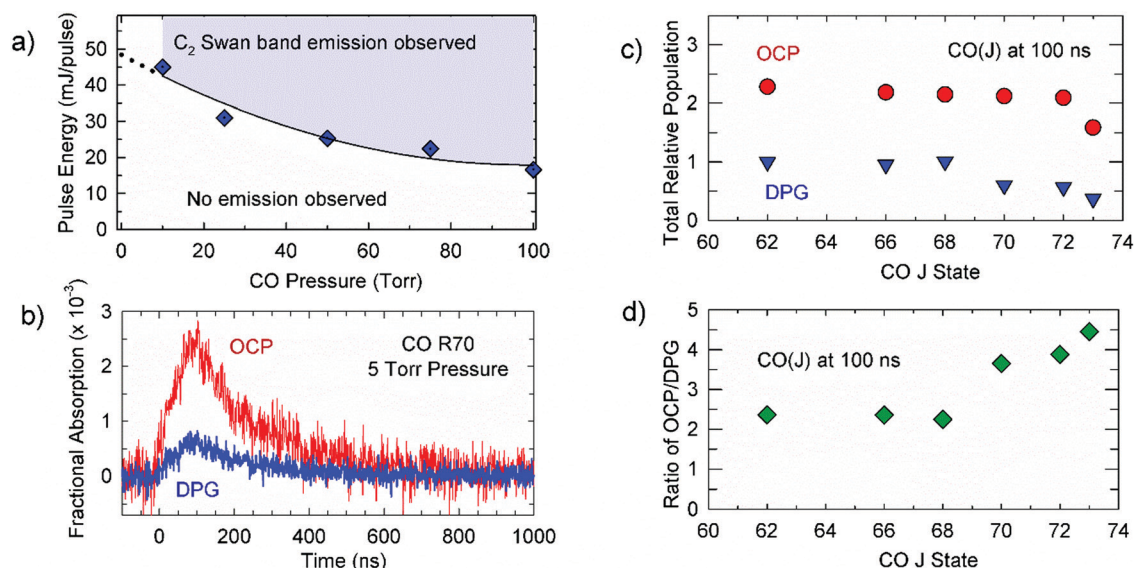 a)
Pulse Energy (mJ/pulse)
50
40
30
20
10
0
C₂ Swan band emission observed
No emission observed
0
20
40
60
80
100
CO Pressure (Torr)
b)
Fractional Absorption (x 10⁻³)
3
2
1
0
OCP
DPG
CO R70
5 Torr Pressure
0
200
400
600
800
1000
Time (ns)
c)
Total Relative Population
3
2
1
0
OCP
DPG
CO(J) at 100 ns
60
62
64
66
68
70
72
74
CO J State
d)
Ratio of OCP/DPG
5
4
3
2
1
0
CO(J) at 100 ns
60
62
64
66
68
70
72
74
CO J State